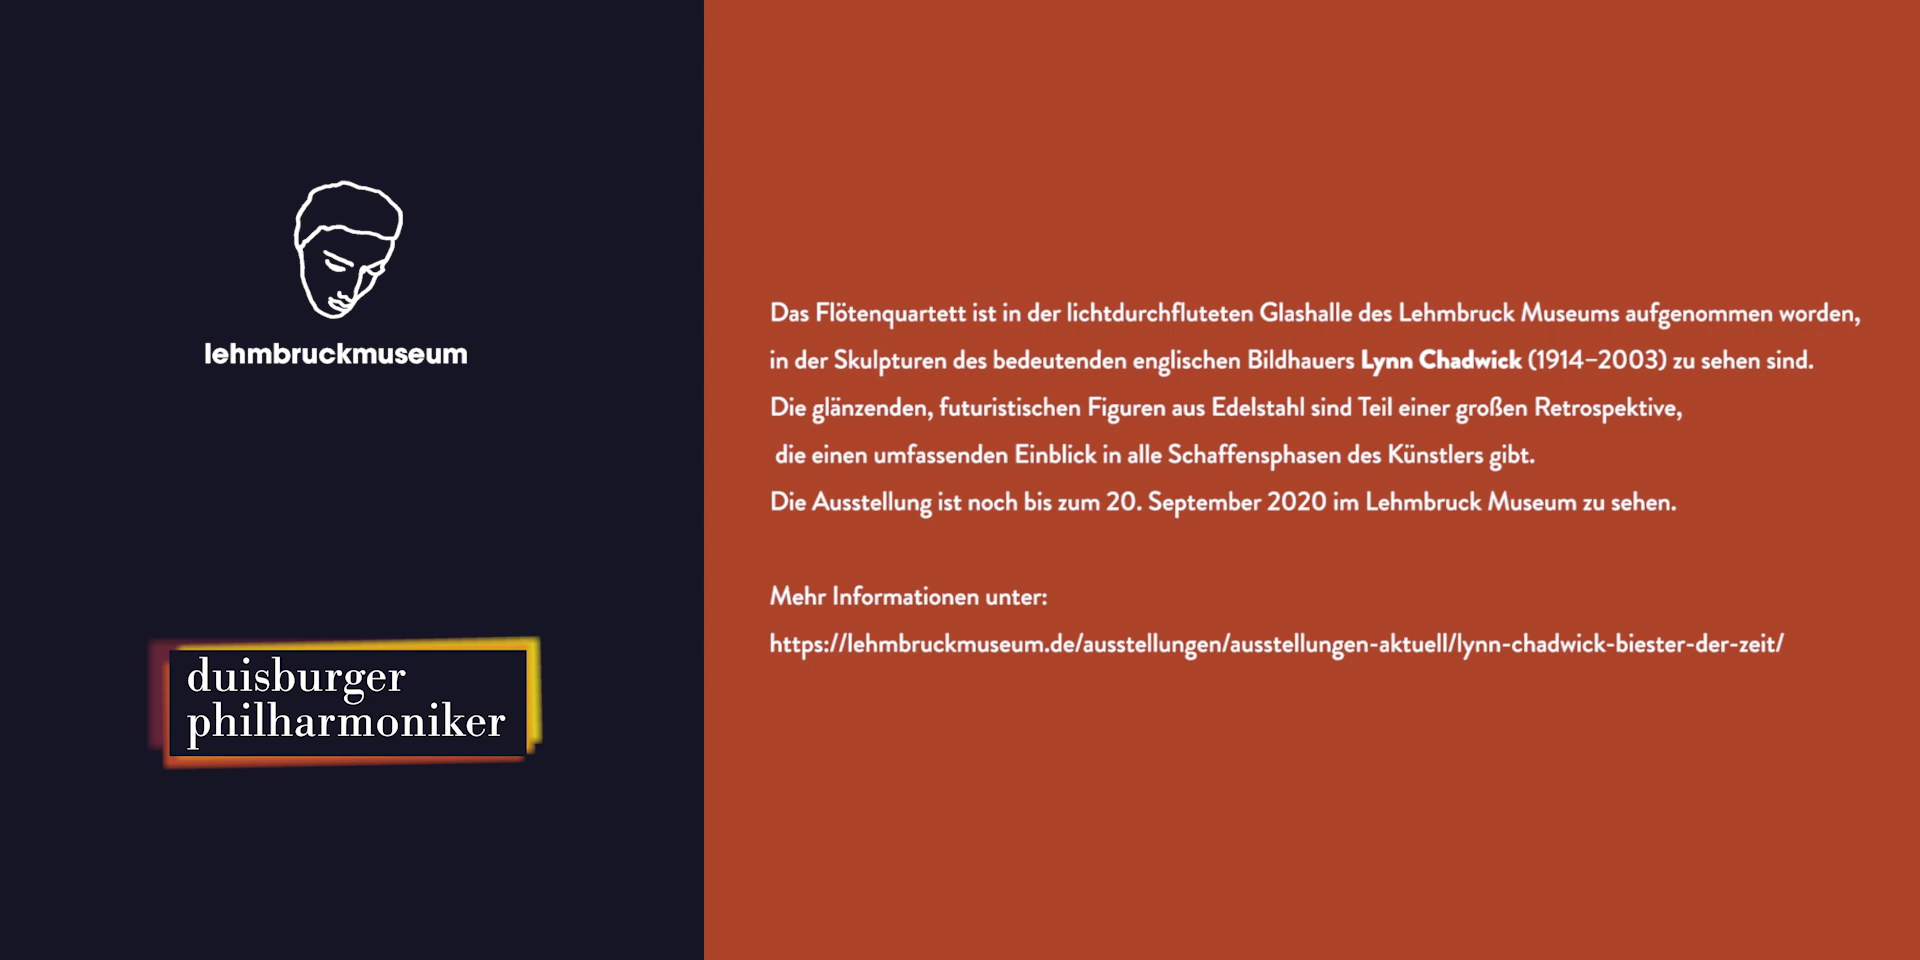 lehmbruckmuseum
duisburger
philharmoniker
Das Flötenquartett ist in der lichtdurchfluteten Glashalle des Lehmbruck Museums aufgenommen worden,
in der Skulpturen des bedeutenden englischen Bildhauers Lynn Chadwick (1914–2003) zu sehen sind.
Die glänzenden, futuristischen Figuren aus Edelstahl sind Teil einer großen Retrospektive,
die einen umfassenden Einblick in alle Schaffensphasen des Künstlers gibt.
Die Ausstellung ist noch bis zum 20. September 2020 im Lehmbruck Museum zu sehen.
Mehr Informationen unter:
https://lehmbruckmuseum.de/ausstellungen/ausstellungen-aktuell/lynn-chadwick-biester-der-zeit/